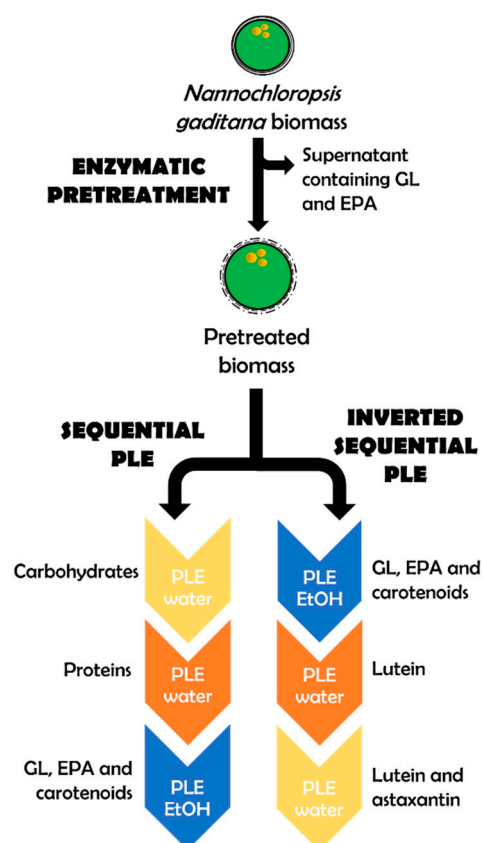 Nannochloropsis
gaditana biomass
ENZYMATIC
PRETREATMENT
Supernatant
containing GL
and EPA
Pretreated
biomass
SEQUENTIAL
PLE
INVERTED
SEQUENTIAL
PLE
Carbohydrates
PLE
water
Proteins
PLE
water
GL, EPA and
carotenoids
PLE
EtOH
PLE
EtOH
GL, EPA and
carotenoids
PLE
water
Lutein
PLE
water
Lutein and
astaxantin